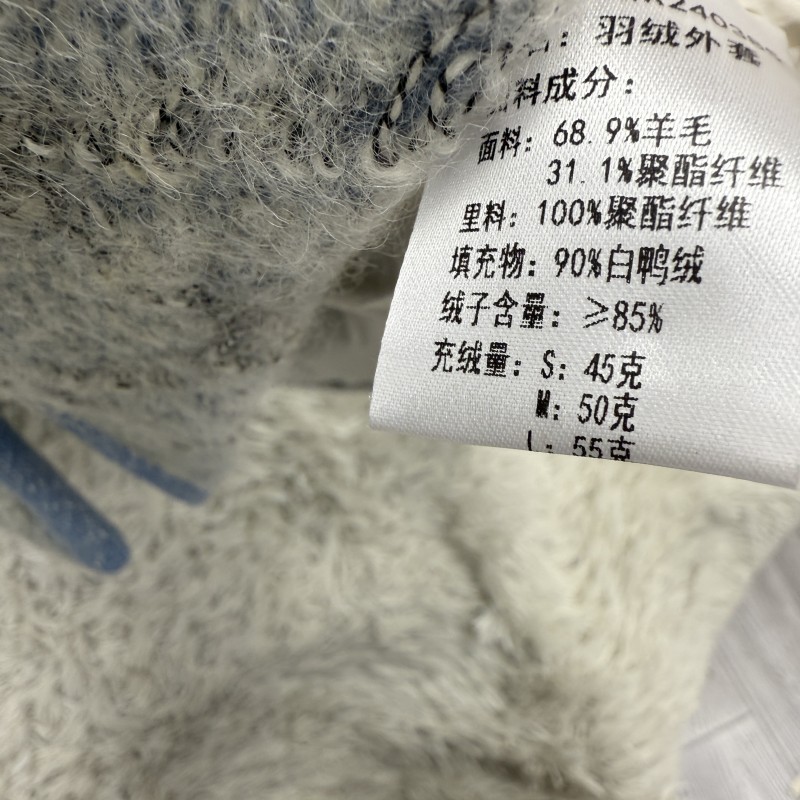 羽绒外套
料成分：
面料：68.9%羊毛
31.1%聚酯纤维
里料：100%聚酯纤维
填充物：90%白鸭绒
绒子含量：≥85%
充绒量：S：45克
M：50克
L：55克